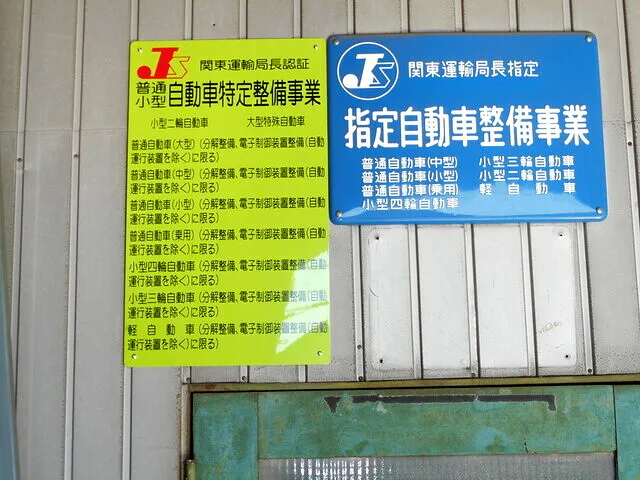 JS 関東運輸局長認証
普通
小型 自動車特定整備事業
小型二輪自動車 大型特殊自動車
普通自動車(大型)(分解整備、電子制御装置整備(自動
運行装置を除く)に限る)
普通自動車(中型)(分解整備、電子制御装置整備(自動
運行装置を除く)に限る)
普通自動車(小型)(分解整備、電子制御装置整備(自動
運行装置を除く)に限る)
普通自動車(乗用)(分解整備、電子制御装置整備(自動
運行装置を除く)に限る)
小型四輪自動車(分解整備、電子制御装置整備(自動
運行装置を除く)に限る)
小型三輪自動車(分解整備、電子制御装置整備(自動
運行装置を除く)に限る)
軽自動車(分解整備、電子制御装置整備(自動
運行装置を除く)に限る)
JS 関東運輸局長指定
指定自動車整備事業
普通自動車(中型) 小型三輪自動車
普通自動車(小型) 小型二輪自動車
普通自動車(乗用) 軽自動車
小型四輪自動車